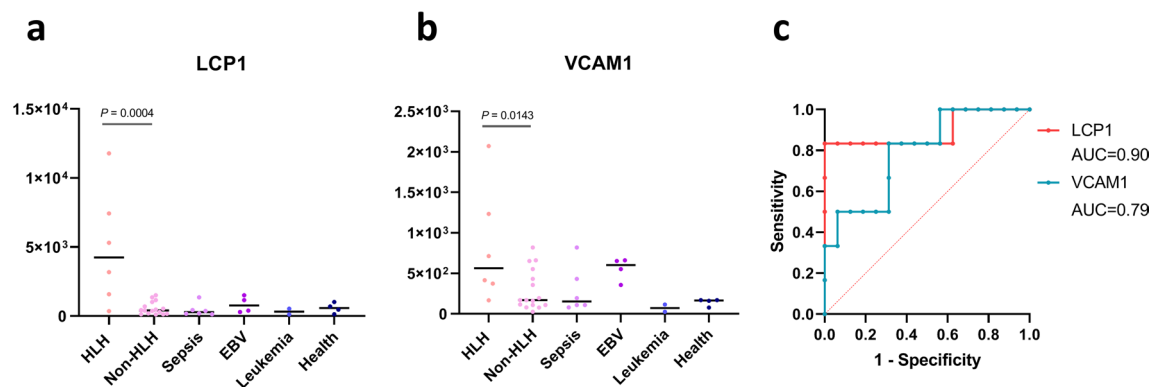 a
LCP1
1.5×10⁴
1×10⁴
5×10³
0
P = 0.0004
HLH
Non-HLH
Sepsis
EBV
Leukemia
Health
b
VCAM1
2.5×10³
2×10³
1.5×10³
1×10³
5×10²
0
P = 0.0143
HLH
Non-HLH
Sepsis
EBV
Leukemia
Health
c
Sensitivity
1.0
0.8
0.6
0.4
0.2
0.0
0.0 0.2 0.4 0.6 0.8 1.0
1 - Specificity
LCP1
AUC=0.90
VCAM1
AUC=0.79